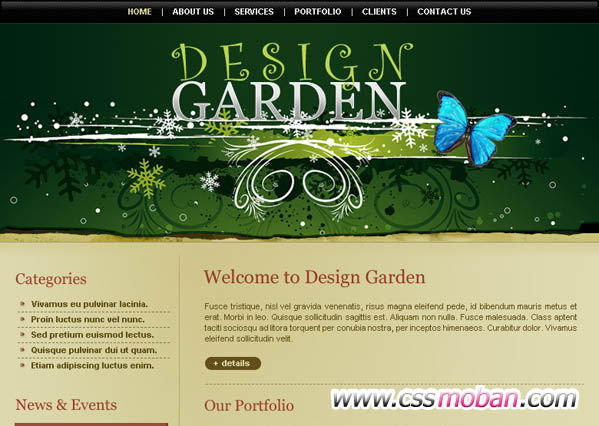 HOME | ABOUT US | SERVICES | PORTFOLIO | CLIENTS | CONTACT US
DESIGN
GARDEN
Categories
» Vivamus eu pulvinar lacinia.
» Proin luctus nunc vel nunc.
» Sed pretium euismod lectus.
» Quisque pulvinar dui ut quam.
» Etiam adipiscing luctus enim.
News & Events
Welcome to Design Garden
Fusce tristique, nisl vel gravida venenatis, risus magna eleifend pede, id bibendum mauris metus et
erat. Morbi in leo. Quisque sollicitudin sagittis est. Aliquam non nulla. Fusce malesuada. Class aptent
taciti sociosqu ad litora torquent per conubia nostra, per inceptos himenaeos. Curabitur dolor. Vivamus
eleifend sollicitudin velit.
+ details
Our Portfolio
www.cssmoban.com